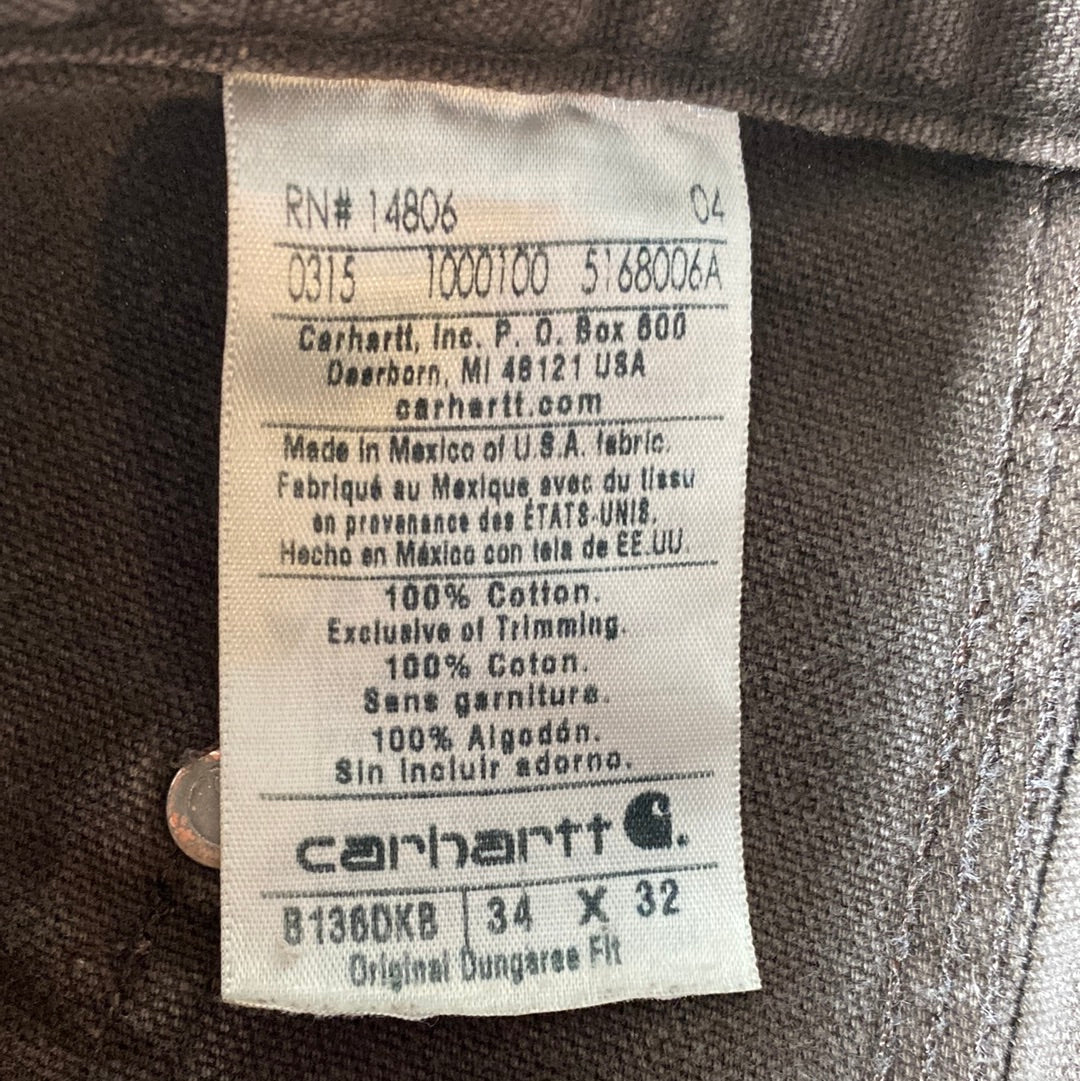 RN# 14806 04
0315 1000100 5168006A
Carhartt, Inc. P. O. Box 600
Dearborn, MI 48121 USA
carhartt.com
Made in Mexico of U.S.A. fabric.
Fabriqué au Mexique avec du tissu
en provenance des ÉTATS-UNIS.
Hecho en México con tela de EE.UU.
100% Cotton.
Exclusive of Trimming.
100% Coton.
Sans garniture.
100% Algodón.
Sin incluir adorno.
carhartt
B136DKB 34 X 32
Original Dungaree Fit